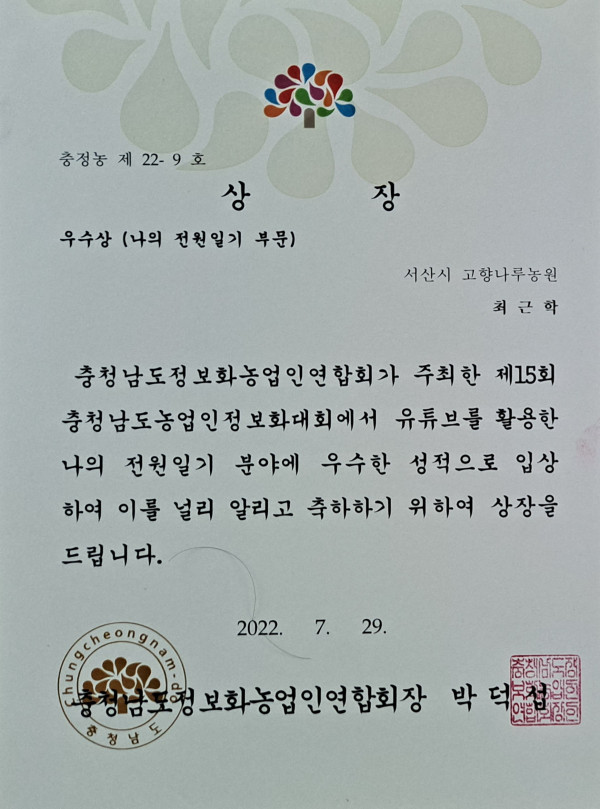 충정농 제 22- 9 호
상 장
우수상 (나의 전원일기 부문)
서산시 고향나루농원
최 근 학
충청남도정보화농업인연합회가 주최한 제15회
충청남도농업인정보화대회에서 유튜브를 활용한
나의 전원일기 분야에 우수한 성적으로 입상
하여 이를 널리 알리고 축하하기 위하여 상장을
드립니다.
2022. 7. 29.
chungcheongnam-do
충청남도정보화농업인연합회장 박 덕 섭
충청남도